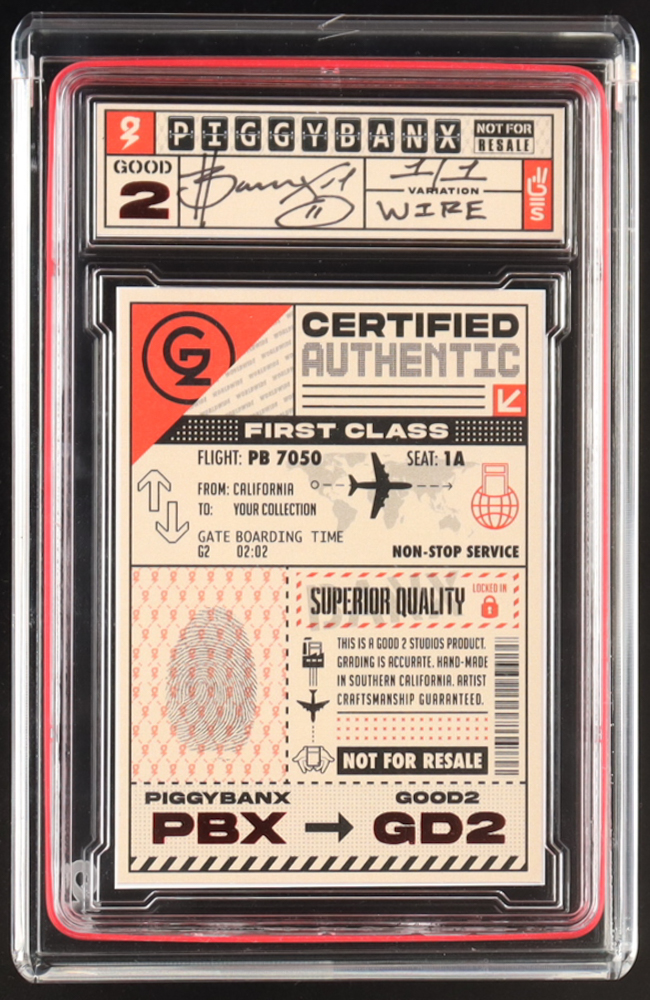 PIGGYBANX
NOT FOR
RESALE
GOOD
2
1/1
VARIATION
WIRE
G2
CERTIFIED
AUTHENTIC
FIRST CLASS
FLIGHT: PB 7050 SEAT: 1A
FROM: CALIFORNIA
TO: YOUR COLLECTION
GATE BOARDING TIME
G2 02:02
NON-STOP SERVICE
BANX
SUPERIOR QUALITY
LOCKED IN
THIS IS A GOOD 2 STUDIOS PRODUCT.
GRADING IS ACCURATE. HAND-MADE
IN SOUTHERN CALIFORNIA. ARTIST
CRAFTSMANSHIP GUARANTEED.
NOT FOR RESALE
PIGGYBANX GOOD2
PBX → GD2